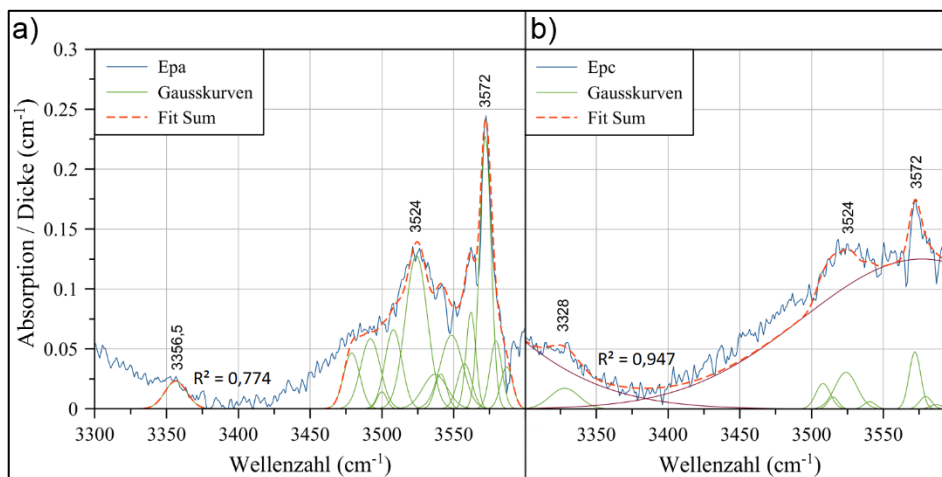 a)
0.3
0.25
0.2
0.15
0.1
0.05
0
Absorption / Dicke (cm⁻¹)
Epa
Gausskurven
Fit Sum
3356,5
R² = 0,774
3524
3572
3300
3350
3400
3450
3500
3550
Wellenzahl (cm⁻¹)
b)
Epc
Gausskurven
Fit Sum
3328
R² = 0,947
3524
3572
3350
3400
3450
3500
3550
Wellenzahl (cm⁻¹)